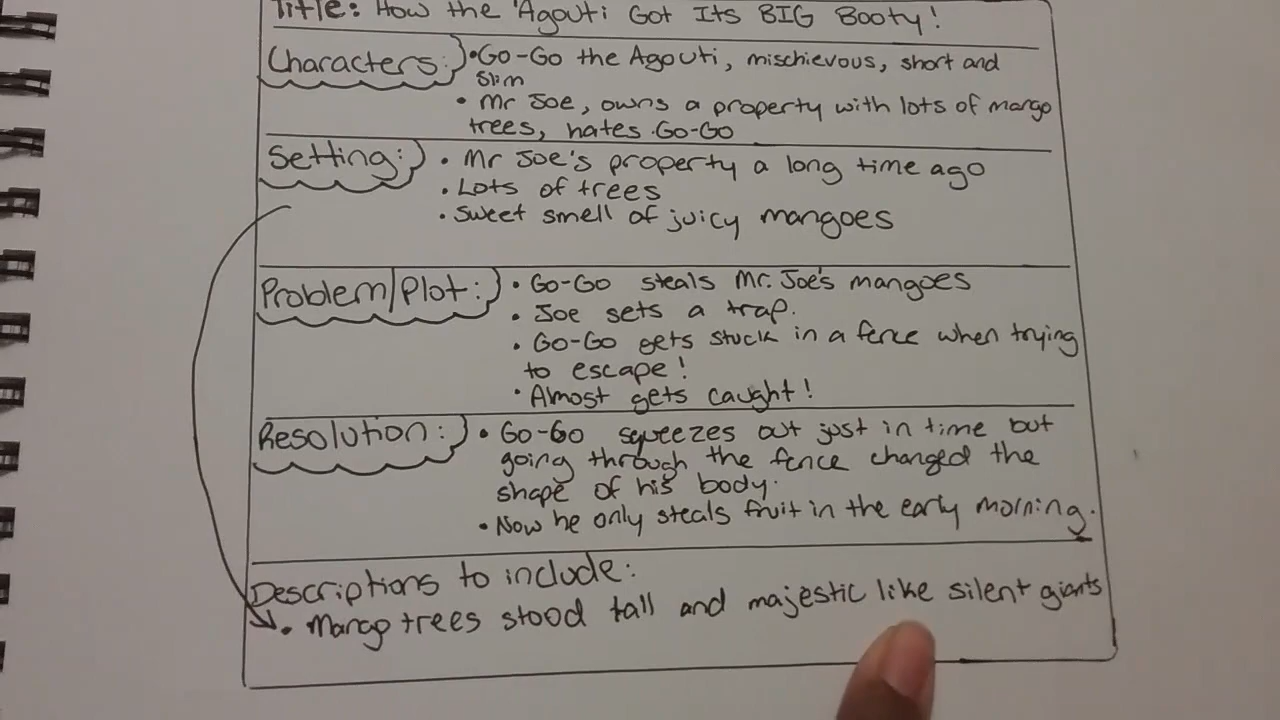 Title: How the Agouti Got Its BIG Booty!
Characters: • Go-Go the Agouti, mischievous, short and
slim
• Mr Joe, owns a property with lots of mango
trees, hates Go-Go
Setting: • Mr Joe's property a long time ago
• Lots of trees
• Sweet smell of juicy mangoes
Problem/Plot: • Go-Go steals Mr. Joe's mangoes
• Joe sets a trap.
• Go-Go gets stuck in a fence when trying
to escape!
• Almost gets caught!
Resolution: • Go-Go squeezes out just in time but
going through the fence changed the
shape of his body.
• Now he only steals fruit in the early morning.
Descriptions to include:
• Mango trees stood tall and majestic like silent giants